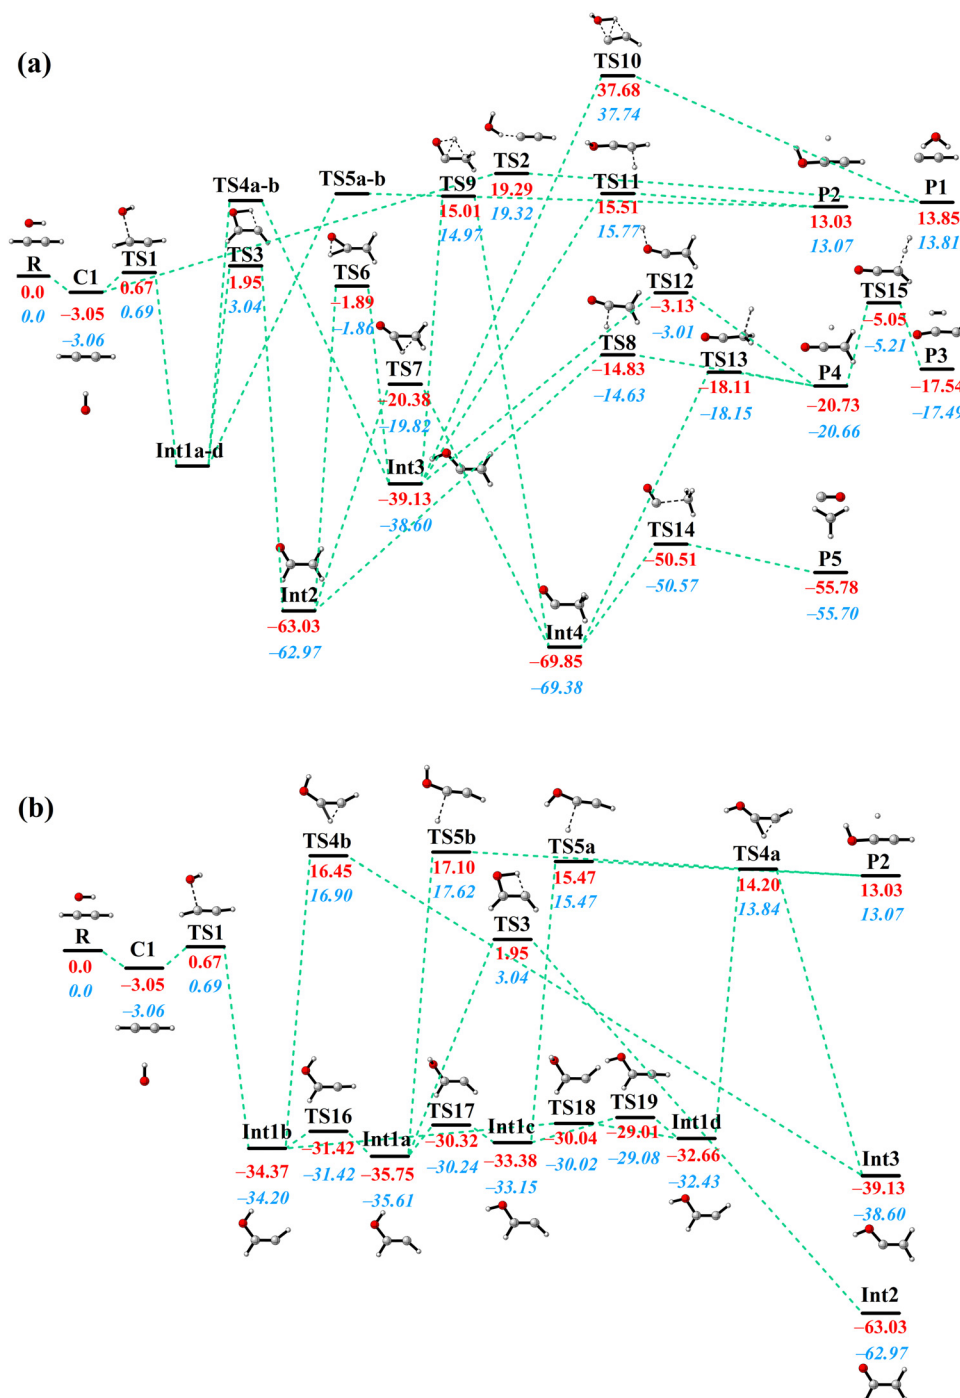 (a)
TS10
37.68
37.74
TS4a-b
TS5a-b
TS9
15.01
14.97
TS2
19.29
19.32
TS11
15.51
15.77
P2
13.03
13.07
P1
13.85
13.81
R
0.0
0.0
C1
−3.05
−3.06
TS1
0.67
0.69
TS3
1.95
3.04
TS6
−1.89
−1.86
TS12
−3.13
−3.01
TS15
−5.05
−5.21
TS7
−20.38
−19.82
TS8
−14.83
−14.63
TS13
−18.11
−18.15
P4
−20.73
−20.66
P3
−17.54
−17.49
Int1a-d
Int3
−39.13
−38.60
TS14
−50.51
−50.57
P5
−55.78
−55.70
Int2
−63.03
−62.97
Int4
−69.85
−69.38
(b)
TS4b
16.45
16.90
TS5b
17.10
17.62
TS5a
15.47
15.47
TS4a
14.20
13.84
P2
13.03
13.07
R
0.0
0.0
C1
−3.05
−3.06
TS1
0.67
0.69
TS3
1.95
3.04
Int1b
−34.37
−34.20
TS16
−31.42
−31.42
Int1a
−35.75
−35.61
TS17
−30.32
−30.24
Int1c
−33.38
−33.15
TS18
−30.04
−30.02
TS19
−29.01
−29.08
Int1d
−32.66
−32.43
Int3
−39.13
−38.60
Int2
−63.03
−62.97